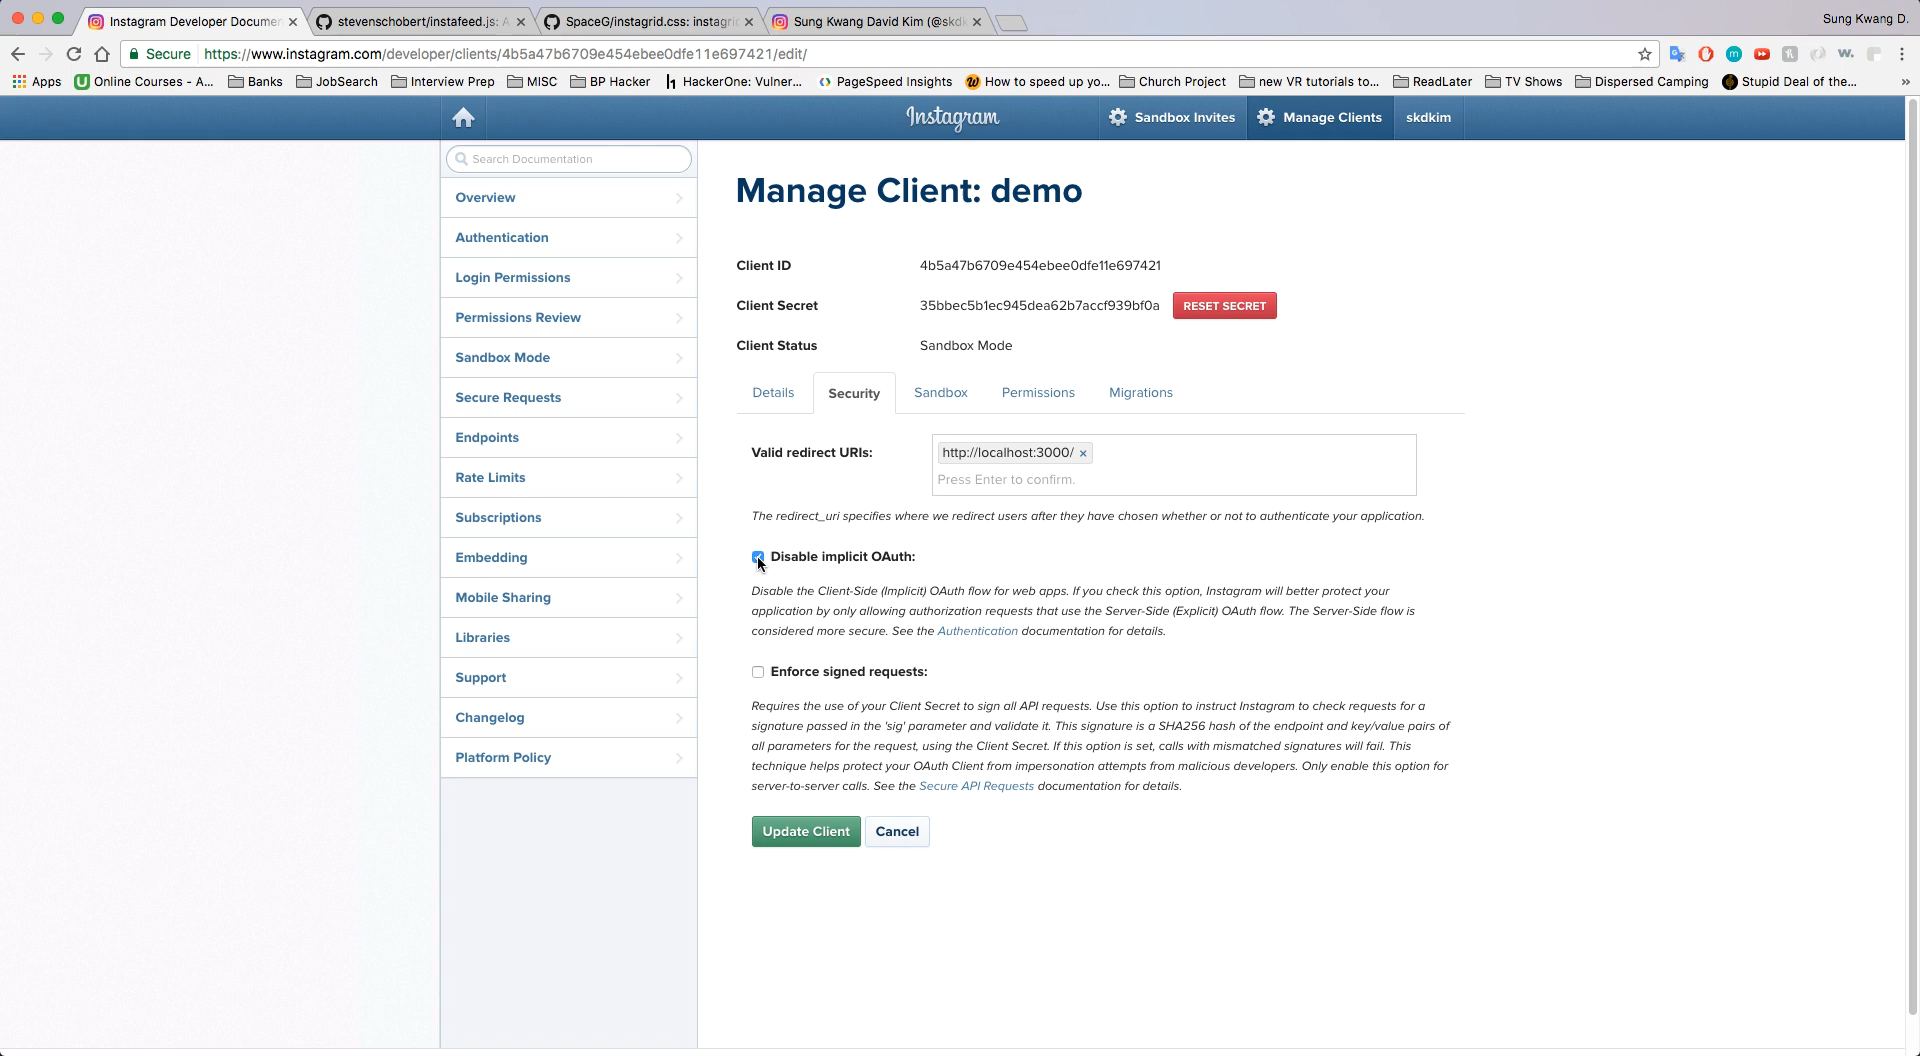 Instagram Developer Documen
stevenschobert/instafeed.js: A
SpaceG/instagrid.css: instagri
Sung Kwang David Kim (@skdk
Sung Kwang D.
Secure
https://www.instagram.com/developer/clients/4b5a47b6709e454ebee0dfe11e697421/edit/
Apps
Online Courses - A...
Banks
JobSearch
Interview Prep
MISC
BP Hacker
HackerOne: Vulner...
PageSpeed Insights
How to speed up yo...
Church Project
new VR tutorials to...
ReadLater
TV Shows
Dispersed Camping
Stupid Deal of the...
»
Instagram
Sandbox Invites
Manage Clients
skdkim
Search Documentation
Overview
Authentication
Login Permissions
Permissions Review
Sandbox Mode
Secure Requests
Endpoints
Rate Limits
Subscriptions
Embedding
Mobile Sharing
Libraries
Support
Changelog
Platform Policy
Manage Client: demo
Client ID 4b5a47b6709e454ebee0dfe11e697421
Client Secret 35bbec5b1ec945dea62b7accf939bf0a RESET SECRET
Client Status Sandbox Mode
Details Security Sandbox Permissions Migrations
Valid redirect URIs: http://localhost:3000/ ×
Press Enter to confirm.
The redirect_uri specifies where we redirect users after they have chosen whether or not to authenticate your application.
Disable implicit OAuth:
Disable the Client-Side (Implicit) OAuth flow for web apps. If you check this option, Instagram will better protect your
application by only allowing authorization requests that use the Server-Side (Explicit) OAuth flow. The Server-Side flow is
considered more secure. See the Authentication documentation for details.
Enforce signed requests:
Requires the use of your Client Secret to sign all API requests. Use this option to instruct Instagram to check requests for a
signature passed in the 'sig' parameter and validate it. This signature is a SHA256 hash of the endpoint and key/value pairs of
all parameters for the request, using the Client Secret. If this option is set, calls with mismatched signatures will fail. This
technique helps protect your OAuth Client from impersonation attempts from malicious developers. Only enable this option for
server-to-server calls. See the Secure API Requests documentation for details.
Update Client Cancel